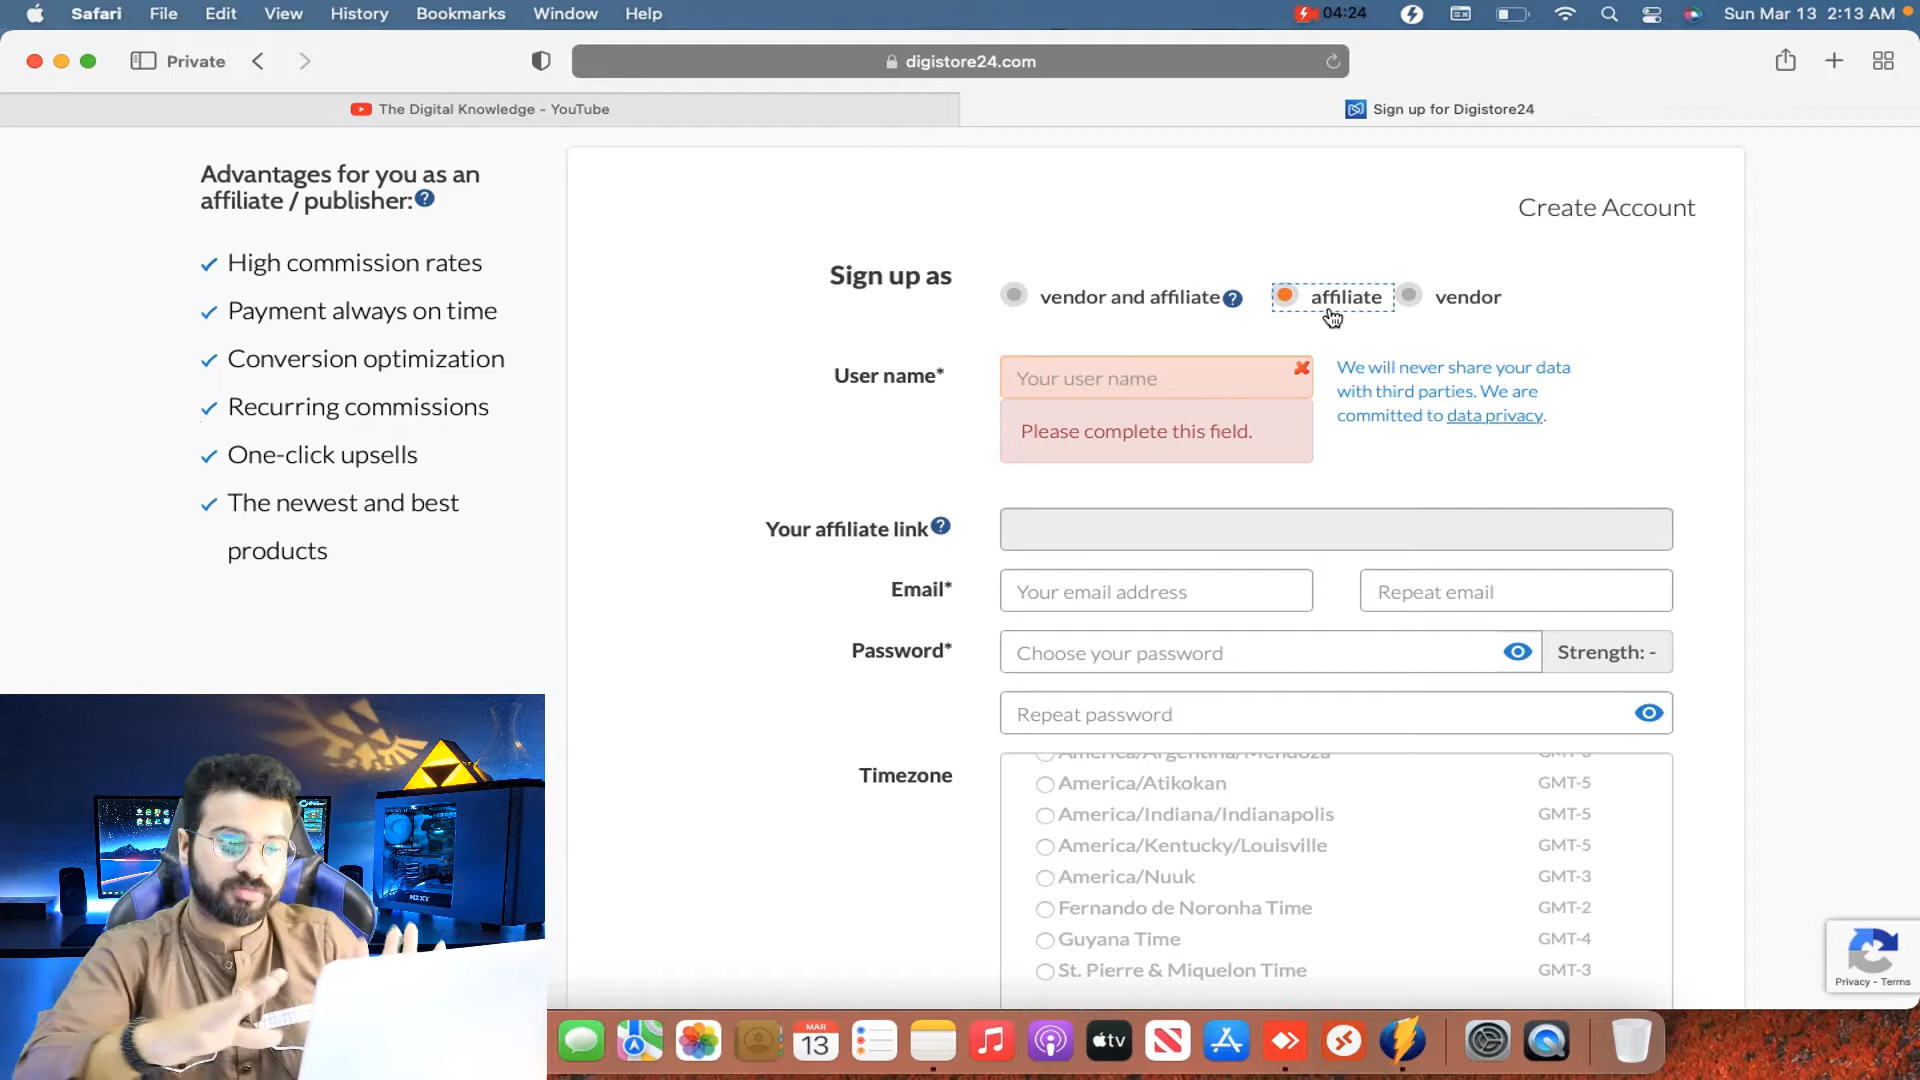 Safari File Edit View History Bookmarks Window Help 04:24 Sun Mar 13 2:13 AM
Private digistore24.com
The Digital Knowledge - YouTube Sign up for Digistore24
Advantages for you as an
affiliate / publisher:?
High commission rates
Payment always on time
Conversion optimization
Recurring commissions
One-click upsells
The newest and best
products
Create Account
Sign up as vendor and affiliate ? affiliate vendor
User name* Your user name
Please complete this field.
We will never share your data
with third parties. We are
committed to data privacy.
Your affiliate link ?
Email* Your email address Repeat email
Password* Choose your password Strength: -
Repeat password
Timezone
America/Argentina/Mendoza
America/Atikokan GMT-5
America/Indiana/Indianapolis GMT-5
America/Kentucky/Louisville GMT-5
America/Nuuk GMT-3
Fernando de Noronha Time GMT-2
Guyana Time GMT-4
St. Pierre & Miquelon Time GMT-3
Privacy - Terms
NZXT
MAR
13
tv